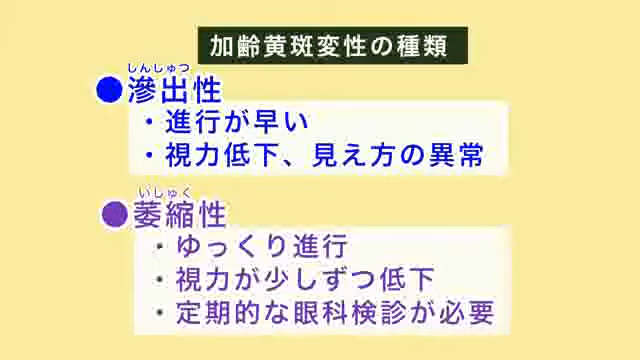 加齢黄斑変性の種類
しんしゅつ
●滲出性
・進行が早い
・視力低下、見え方の異常
いしゅく
●萎縮性
・ゆっくり進行
・視力が少しずつ低下
・定期的な眼科検診が必要